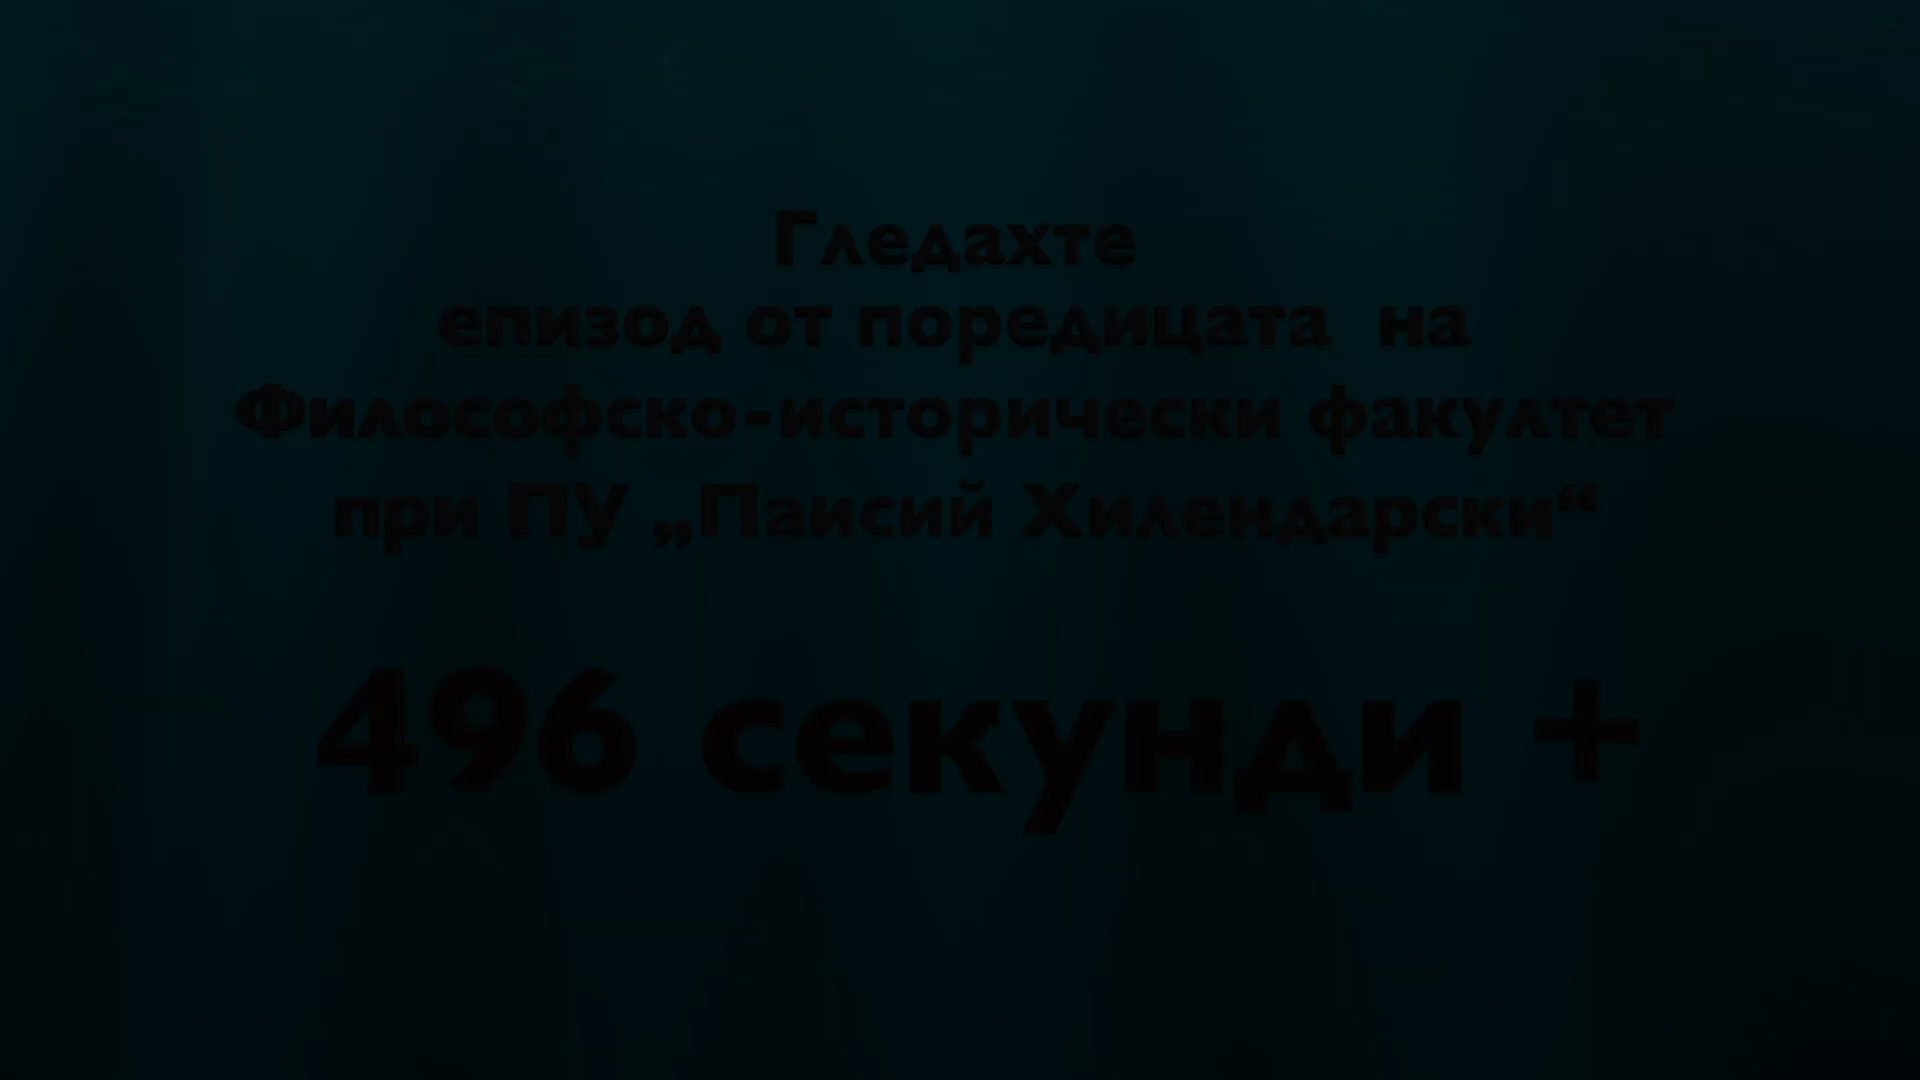 Гледахте
епизод от поредицата на
Философско-исторически факултет
при ПУ „Паисий Хилендарски“
496 секунди +